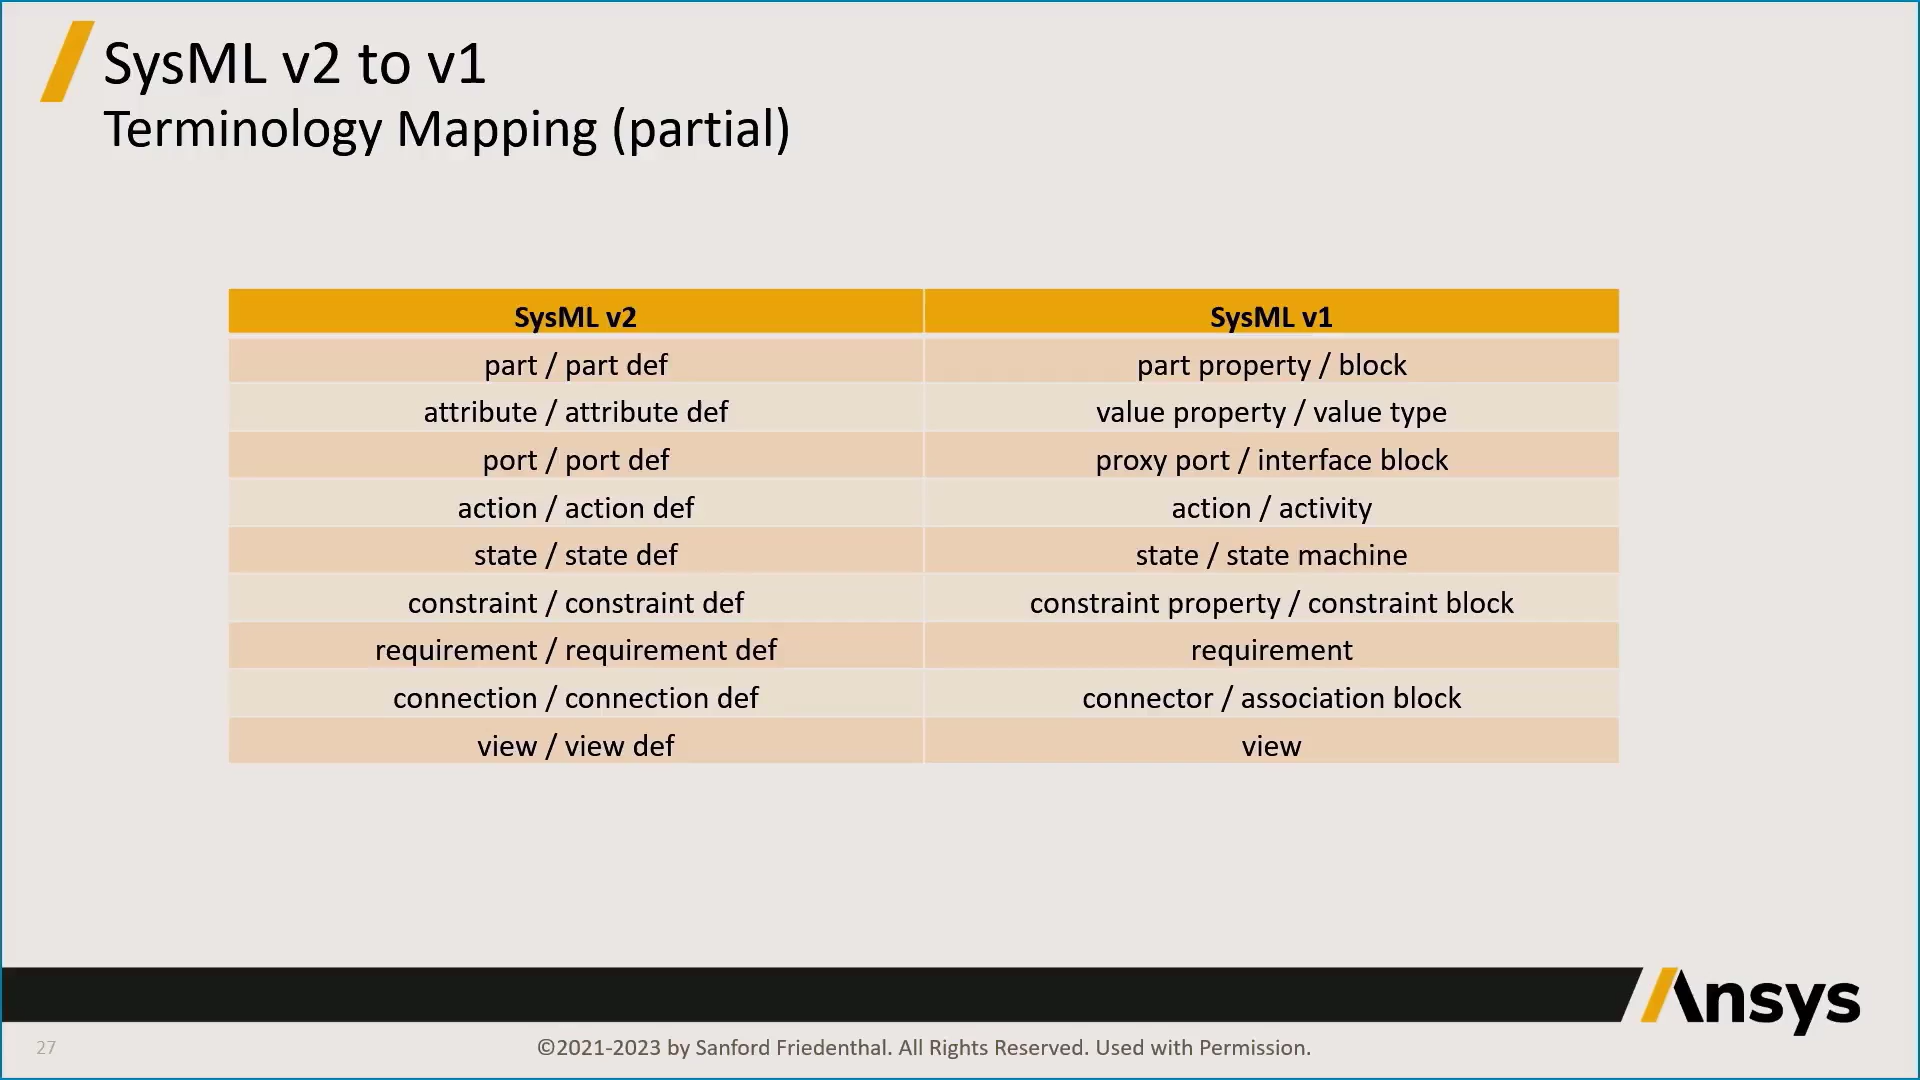 SysML v2 to v1
Terminology Mapping (partial)
SysML v2 SysML v1
part / part def part property / block
attribute / attribute def value property / value type
port / port def proxy port / interface block
action / action def action / activity
state / state def state / state machine
constraint / constraint def constraint property / constraint block
requirement / requirement def requirement
connection / connection def connector / association block
view / view def view
Ansys
27 ©2021-2023 by Sanford Friedenthal. All Rights Reserved. Used with Permission.